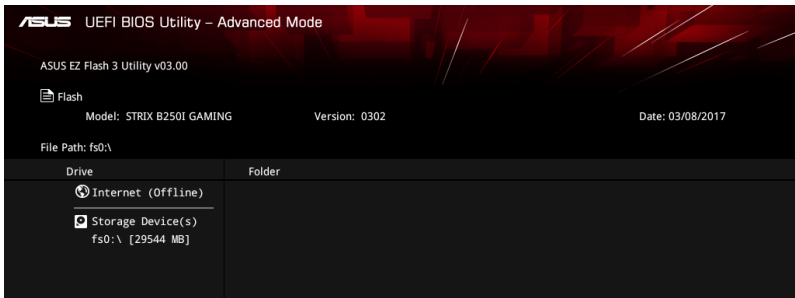 ASUS UEFI BIOS Utility – Advanced Mode
ASUS EZ Flash 3 Utility v03.00
Flash
Model: STRIX B250I GAMING Version: 0302 Date: 03/08/2017
File Path: fs0:\
Drive Folder
Internet (Offline)
Storage Device(s)
fs0:\ [29544 MB]